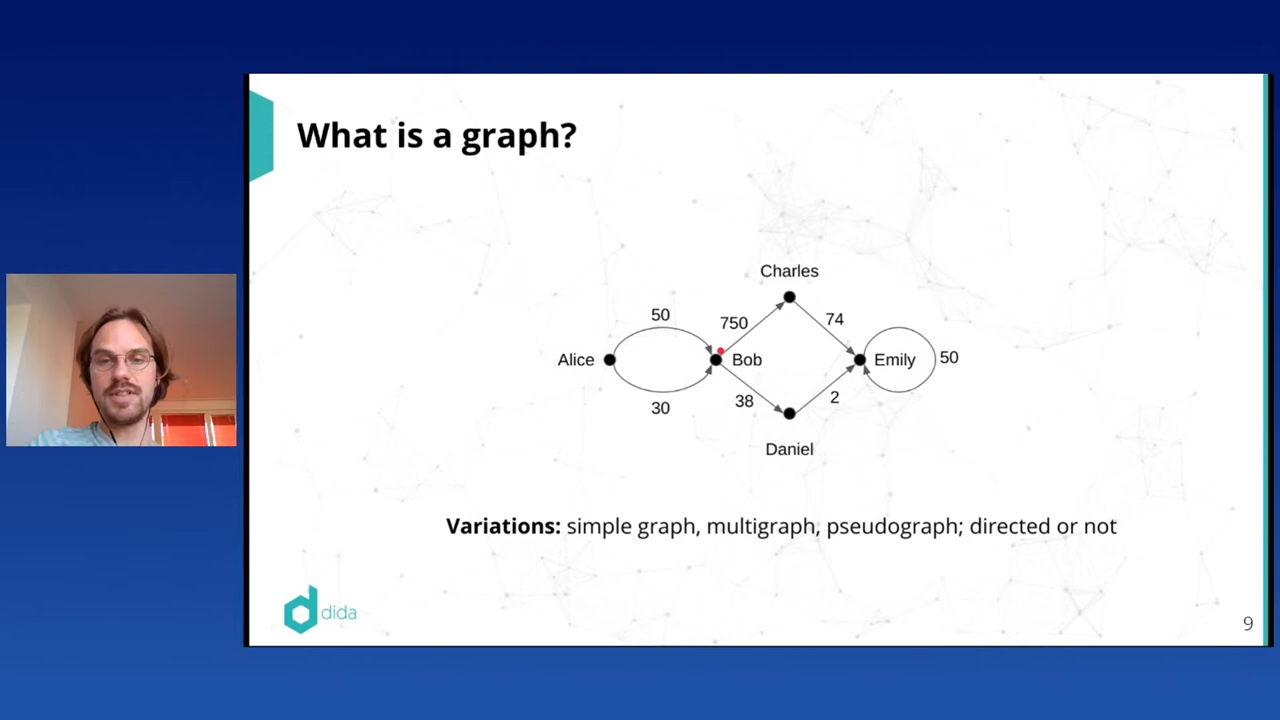 What is a graph?
Charles
50
750
74
Alice
Bob
Emily
50
30
38
2
Daniel
Variations: simple graph, multigraph, pseudograph; directed or not
dida
9